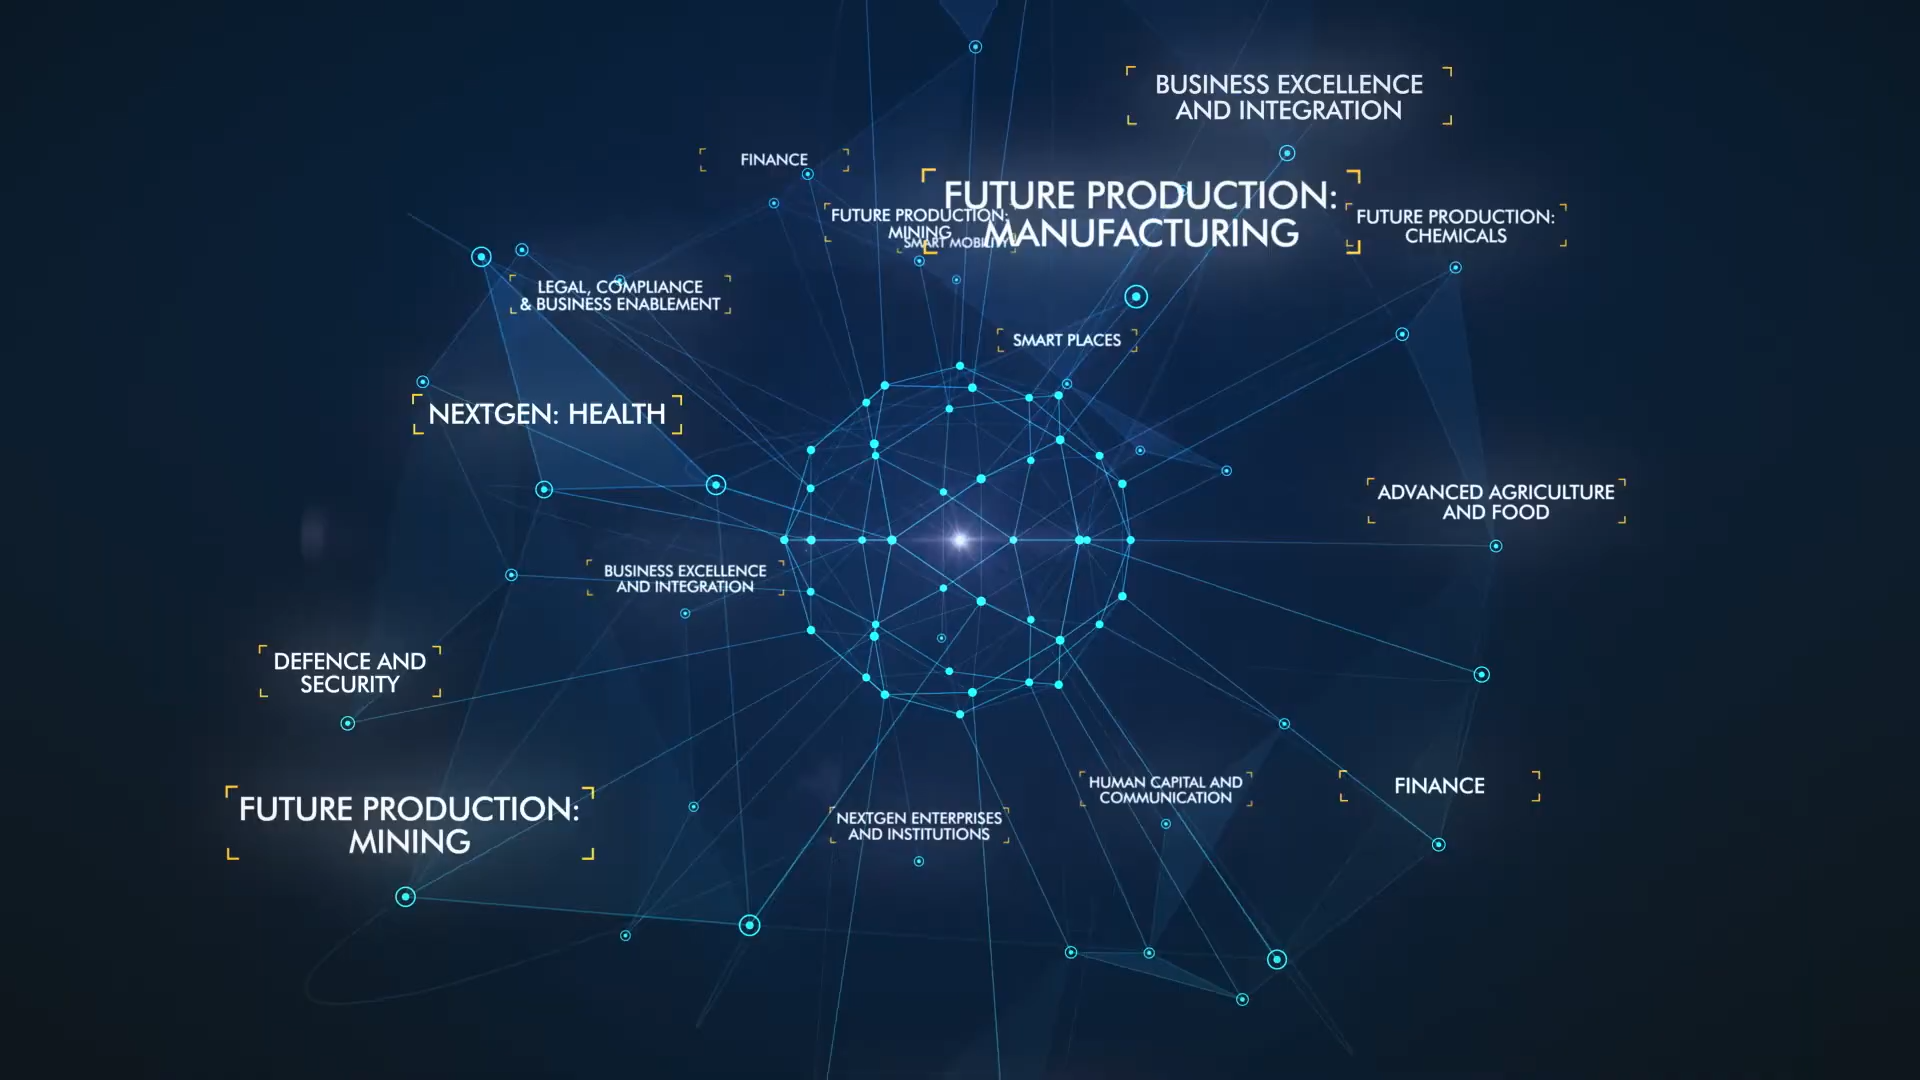 BUSINESS EXCELLENCE
AND INTEGRATION
FINANCE
FUTURE PRODUCTION:
MANUFACTURING
FUTURE PRODUCTION:
MINING
SMART MOBILITY
FUTURE PRODUCTION:
CHEMICALS
LEGAL, COMPLIANCE
& BUSINESS ENABLEMENT
SMART PLACES
NEXTGEN: HEALTH
ADVANCED AGRICULTURE
AND FOOD
BUSINESS EXCELLENCE
AND INTEGRATION
DEFENCE AND
SECURITY
FUTURE PRODUCTION:
MINING
NEXTGEN ENTERPRISES
AND INSTITUTIONS
HUMAN CAPITAL AND
COMMUNICATION
FINANCE